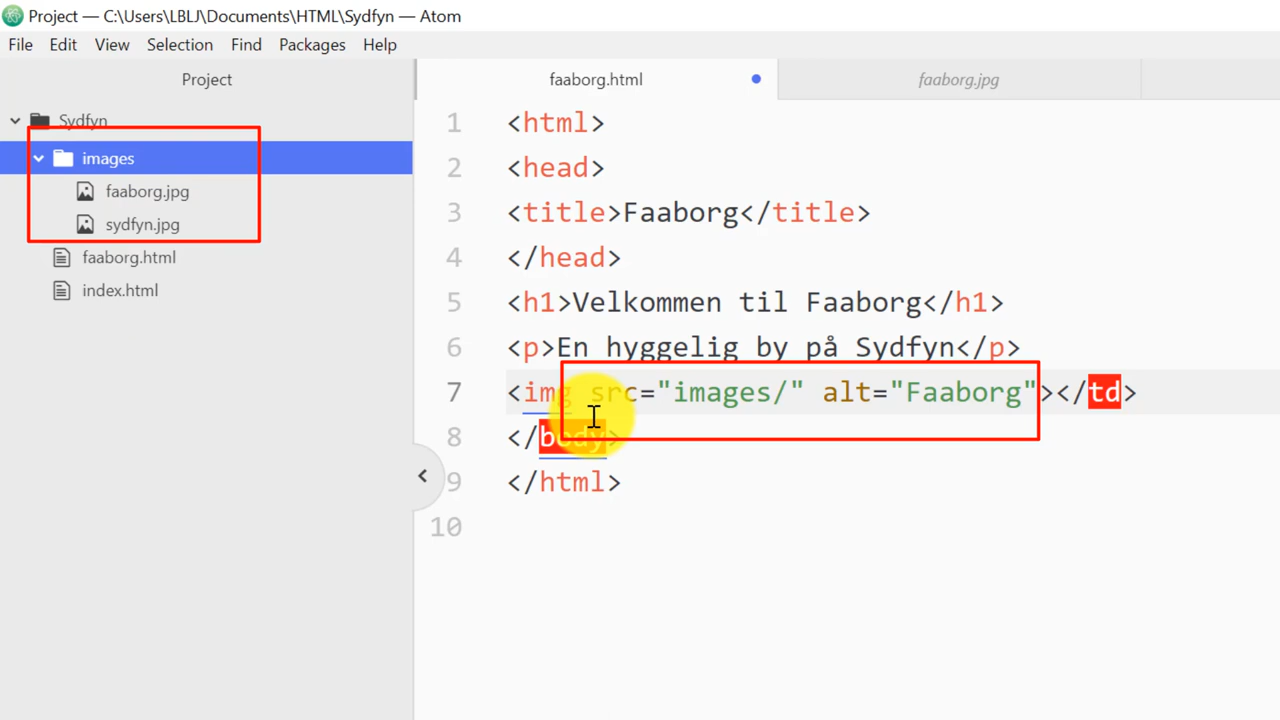 Project — C:\Users\LBLJ\Documents\HTML\Sydfyn — Atom
File Edit View Selection Find Packages Help
Project
Sydfyn
images
faaborg.jpg
sydfyn.jpg
faaborg.html
index.html
faaborg.html
faaborg.jpg
1 <html>
2 <head>
3 <title>Faaborg</title>
4 </head>
5 <h1>Velkommen til Faaborg</h1>
6 <p>En hyggelig by på Sydfyn</p>
7 <img src="images/" alt="Faaborg"></td>
8 </body>
9 </html>
10